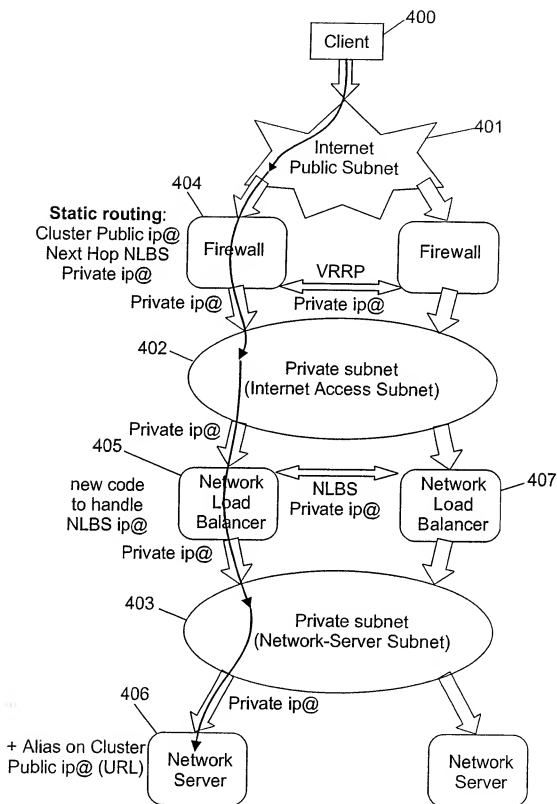 400
Client
401
Internet
Public Subnet
404
Static routing:
Cluster Public ip@
Next Hop NLBS
Private ip@
Firewall
Firewall
VRRP
Private ip@
Private ip@
402
Private subnet
(Internet Access Subnet)
Private ip@
405
new code
to handle
NLBS ip@
Network
Load
Balancer
NLBS
Private ip@
Network
Load
Balancer
407
Private ip@
403
Private subnet
(Network-Server Subnet)
Private ip@
406
+ Alias on Cluster
Public ip@ (URL)
Network
Server
Network
Server